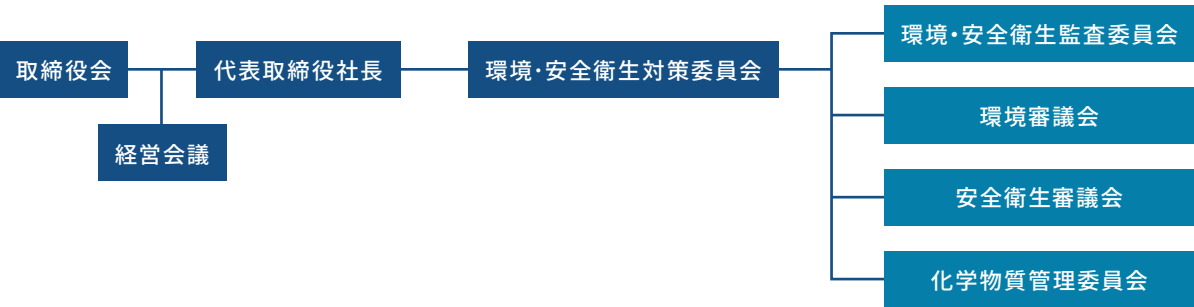 取締役会
代表取締役社長
経営会議
環境・安全衛生対策委員会
環境・安全衛生監査委員会
環境審議会
安全衛生審議会
化学物質管理委員会